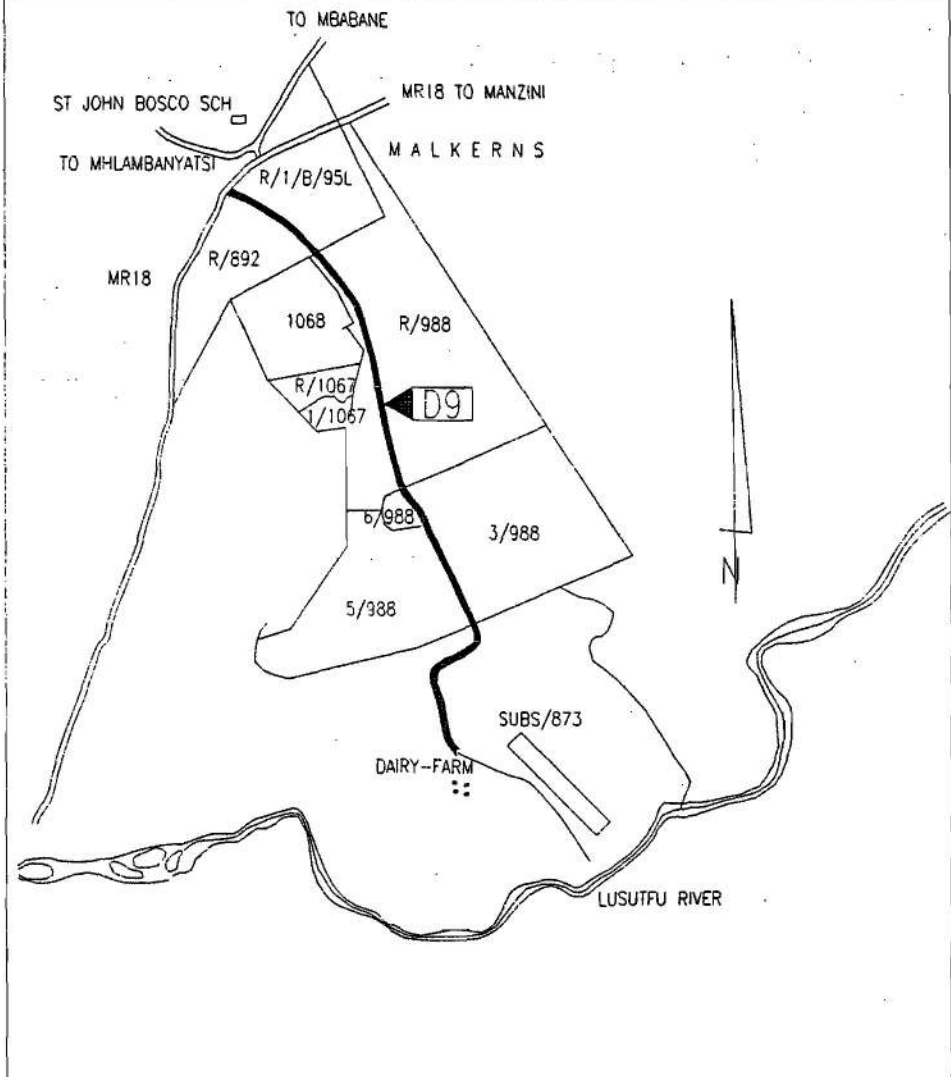 TO MBABANE
MR18 TO MANZINI
ST JOHN BOSCO SCH
MALKERNS
TO MHLAMBANYATSI
R/1/B/95L
R/892
MR18
1068
R/988
R/1067
D9
1/1067
6/988
3/988
N
5/988
SUBS/873
DAIRY-FARM
LUSUTFU RIVER